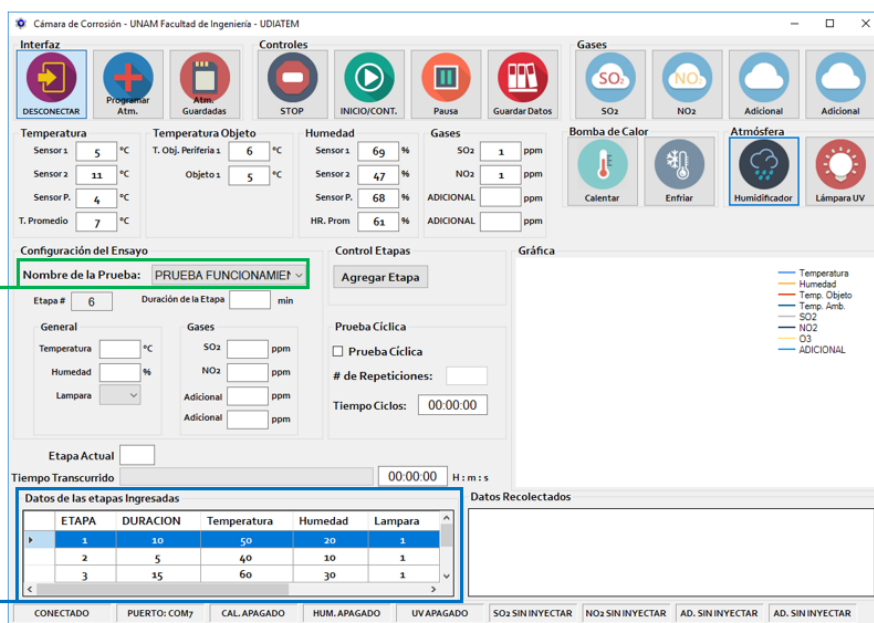 Cámara de Corrosión - UNAM Facultad de Ingeniería - UDIATEM
Interfaz
Controles
Gases
DESCONECTAR
Programar Atm.
Atm. Guardadas
STOP
INICIO/CONT.
Pausa
Guardar Datos
SO2
NO2
SO2
NO2
Adicional
Adicional
Temperatura
Temperatura Objeto
Humedad
Gases
Bomba de Calor
Atmósfera
Sensor 1 5 °C
T. Obj. Periferia 1 6 °C
Sensor 1 69 %
SO2 1 ppm
Sensor 2 11 °C
Objeto 1 5 °C
Sensor 2 47 %
NO2 1 ppm
Sensor P. 4 °C
Sensor P. 68 %
ADICIONAL ppm
T. Promedio 7 °C
HR. Prom 61 %
ADICIONAL ppm
Calentar
Enfriar
Humidificador
Lámpara UV
Configuración del Ensayo
Control Etapas
Gráfica
Nombre de la Prueba: PRUEBA FUNCIONAMIEN
Agregar Etapa
Etapa # 6
Duración de la Etapa min
General
Gases
Temperatura °C
SO2 ppm
Humedad %
NO2 ppm
Lampara
Adicional ppm
Adicional ppm
Prueba Cíclica
Prueba Cíclica
# de Repeticiones:
Tiempo Ciclos: 00:00:00
Temperatura
Humedad
Temp. Objeto
Temp. Amb.
SO2
NO2
O3
ADICIONAL
Etapa Actual
Tiempo Transcurrido 00:00:00 H : m : s
Datos de las etapas Ingresadas
Datos Recolectados
ETAPA DURACION Temperatura Humedad Lampara
1 10 50 20 1
2 5 40 10 1
3 15 60 30 1
CONECTADO PUERTO: COM7 CAL. APAGADO HUM. APAGADO UV APAGADO SO2 SIN INYECTAR NO2 SIN INYECTAR AD. SIN INYECTAR AD. SIN INYECTAR